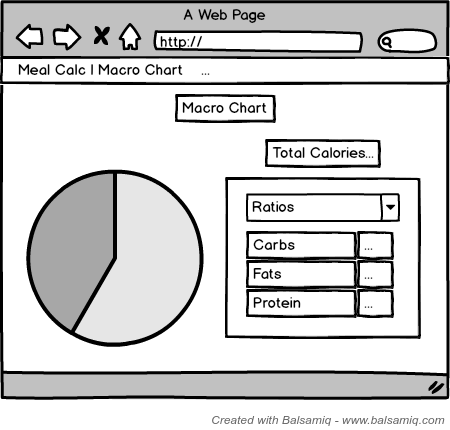 A Web Page
http://
Meal Calc | Macro Chart ...
Macro Chart
Total Calories...
Ratios
Carbs ...
Fats ...
Protein ...
Created with Balsamiq - www.balsamiq.com